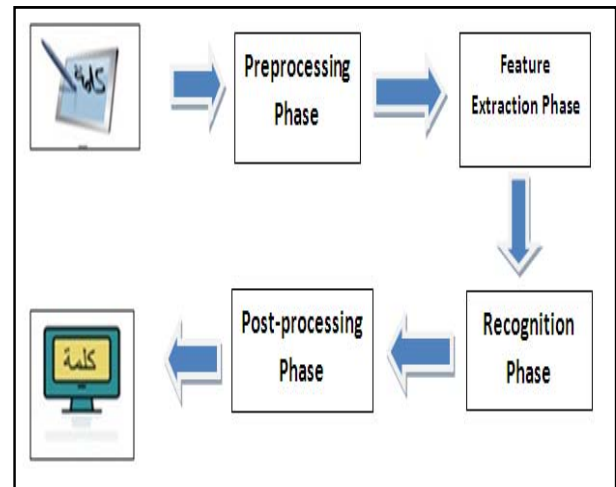 كلمة
Preprocessing
Phase
Feature
Extraction Phase
Recognition
Phase
Post-processing
Phase
كلمة